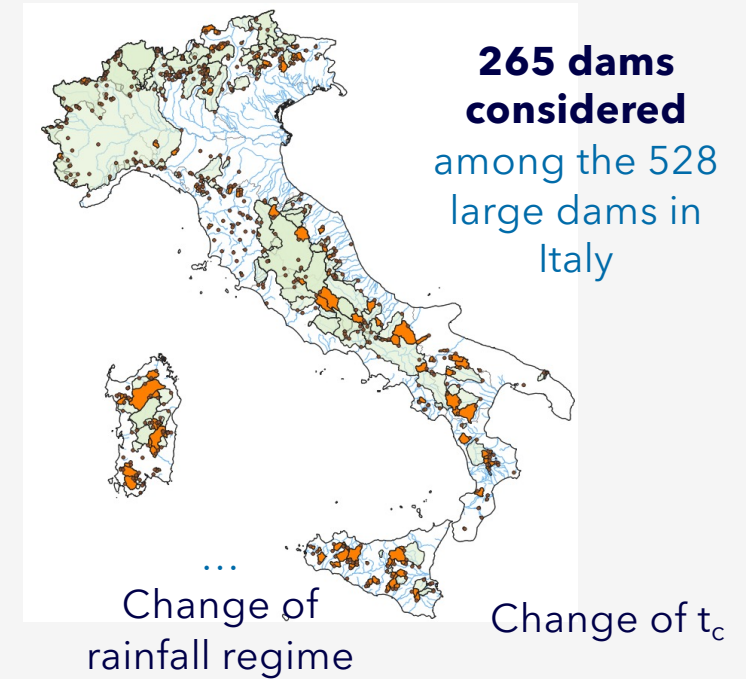 265 dams
considered
among the 528
large dams in
Italy
...
Change of
rainfall regime
Change of tc